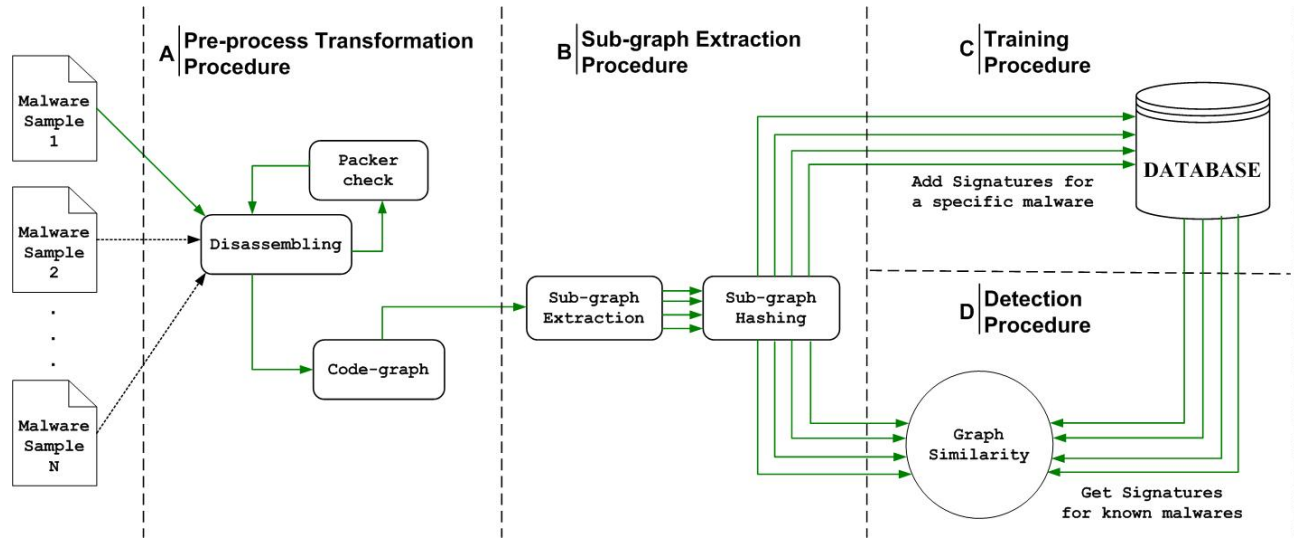 A
Pre-process Transformation
Procedure
B
Sub-graph Extraction
Procedure
C
Training
Procedure
Malware
Sample
1
Malware
Sample
2
.
.
.
Malware
Sample
N
Packer
check
Disassembling
Code-graph
Sub-graph
Extraction
Sub-graph
Hashing
DATABASE
Add Signatures for
a specific malware
D
Detection
Procedure
Graph
Similarity
Get Signatures
for known malwares